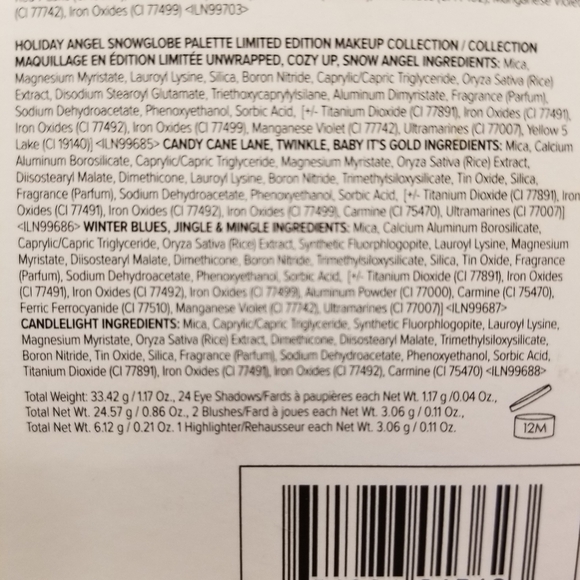 (CI 77742), Iron Oxides (CI 77499) <ILN99703>
HOLIDAY ANGEL SNOWGLOBE PALETTE LIMITED EDITION MAKEUP COLLECTION / COLLECTION
MAQUILLAGE EN ÉDITION LIMITÉE UNWRAPPED, COZY UP, SNOW ANGEL INGREDIENTS: Mica,
Magnesium Myristate, Lauroyl Lysine, Silica, Boron Nitride, Caprylic/Capric Triglyceride, Oryza Sativa (Rice)
Extract, Disodium Stearoyl Glutamate, Triethoxycaprylylsilane, Aluminum Dimyristate, Fragrance (Parfum),
Sodium Dehydroacetate, Phenoxyethanol, Sorbic Acid, [+/- Titanium Dioxide (CI 77891), Iron Oxides (CI 77491),
Iron Oxides (CI 77492), Iron Oxides (CI 77499), Manganese Violet (CI 77742), Ultramarines (CI 77007), Yellow 5
Lake (CI 19140)] <ILN99685> CANDY CANE LANE, TWINKLE, BABY IT'S GOLD INGREDIENTS: Mica, Calcium
Aluminum Borosilicate, Caprylic/Capric Triglyceride, Magnesium Myristate, Oryza Sativa (Rice) Extract,
Diisostearyl Malate, Dimethicone, Lauroyl Lysine, Boron Nitride, Trimethylsiloxysilicate, Tin Oxide, Silica,
Fragrance (Parfum), Sodium Dehydroacetate, Phenoxyethanol, Sorbic Acid, [+/- Titanium Dioxide (CI 77891), Iron
Oxides (CI 77491), Iron Oxides (CI 77492), Iron Oxides (CI 77499), Carmine (CI 75470), Ultramarines (CI 77007)]
<ILN99686> WINTER BLUES, JINGLE & MINGLE INGREDIENTS: Mica, Calcium Aluminum Borosilicate,
Caprylic/Capric Triglyceride, Oryza Sativa (Rice) Extract, Synthetic Fluorphlogopite, Lauroyl Lysine, Magnesium
Myristate, Diisostearyl Malate, Dimethicone, Boron Nitride, Trimethylsiloxysilicate, Silica, Tin Oxide, Fragrance
(Parfum), Sodium Dehydroacetate, Phenoxyethanol, Sorbic Acid, [+/- Titanium Dioxide (CI 77891), Iron Oxides
(CI 77491), Iron Oxides (CI 77492), Iron Oxides (CI 77499), Aluminum Powder (CI 77000), Carmine (CI 75470),
Ferric Ferrocyanide (CI 77510), Manganese Violet (CI 77742), Ultramarines (CI 77007)] <ILN99687>
CANDLELIGHT INGREDIENTS: Mica, Caprylic/Capric Triglyceride, Synthetic Fluorphlogopite, Lauroyl Lysine,
Magnesium Myristate, Oryza Sativa (Rice) Extract, Dimethicone, Diisostearyl Malate, Trimethylsiloxysilicate,
Boron Nitride, Tin Oxide, Silica, Fragrance (Parfum), Sodium Dehydroacetate, Phenoxyethanol, Sorbic Acid,
Titanium Dioxide (CI 77891), Iron Oxides (CI 77491), Iron Oxides (CI 77492), Carmine (CI 75470) <ILN99688>
Total Weight: 33.42 g / 1.17 Oz., 24 Eye Shadows/Fards à paupières each Net Wt. 1.17 g /0.04 Oz.,
Total Net Wt. 24.57 g / 0.86 Oz., 2 Blushes/Fard à joues each Net Wt. 3.06 g / 0.11 Oz.,
Total Net Wt. 6.12 g / 0.21 Oz. 1 Highlighter/Rehausseur each Net Wt. 3.06 g / 0.11 Oz.
12M